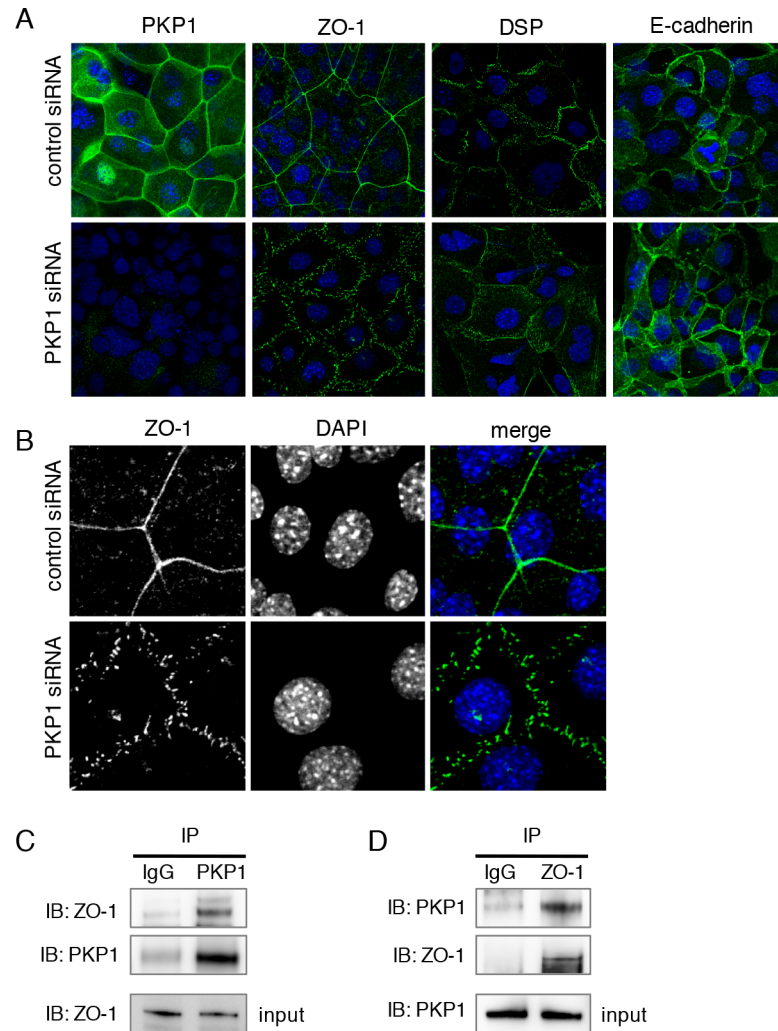 A
PKP1 ZO-1 DSP E-cadherin
control siRNA
PKP1 siRNA
B
ZO-1 DAPI merge
control siRNA
PKP1 siRNA
C
IP
IgG PKP1
IB: ZO-1
IB: PKP1
IB: ZO-1 input
D
IP
IgG ZO-1
IB: PKP1
IB: ZO-1
IB: PKP1 input